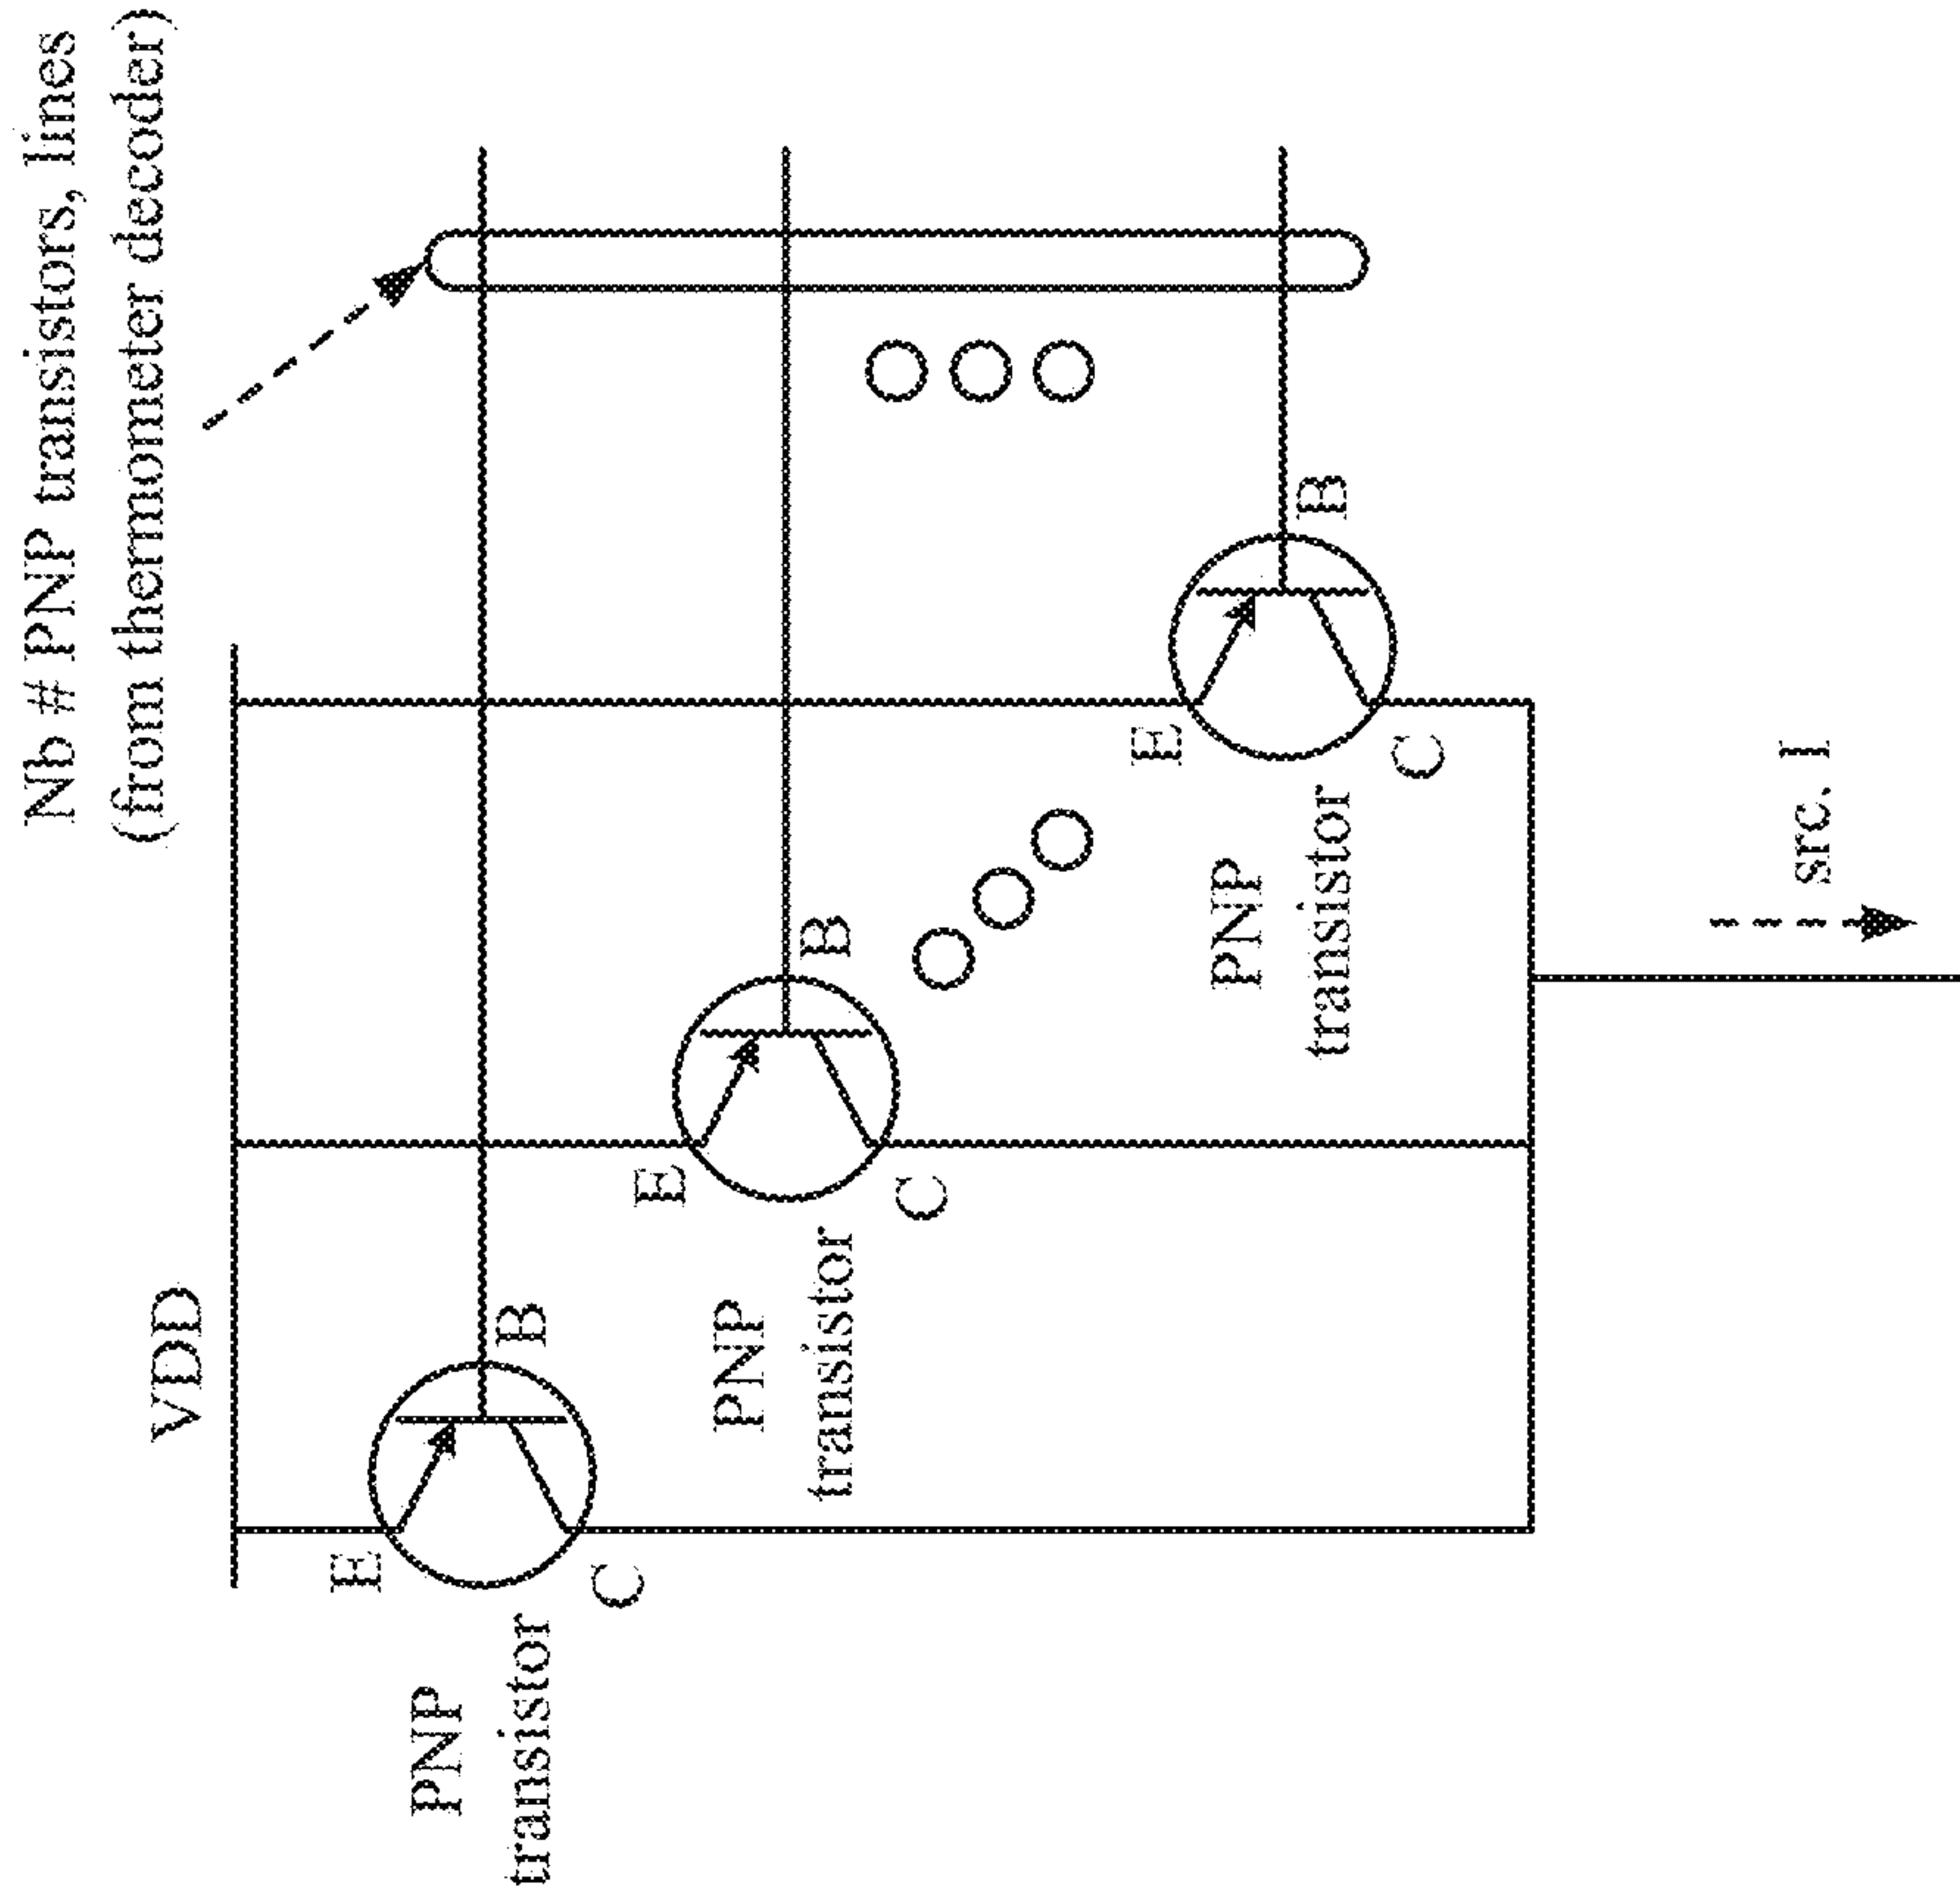 Nb # PNP transistors, lines
(from thermometer decoder)
VDD
E
B
C
PNP
transistor
E
B
C
PNP
transistor
E
B
C
PNP
transistor
src. I